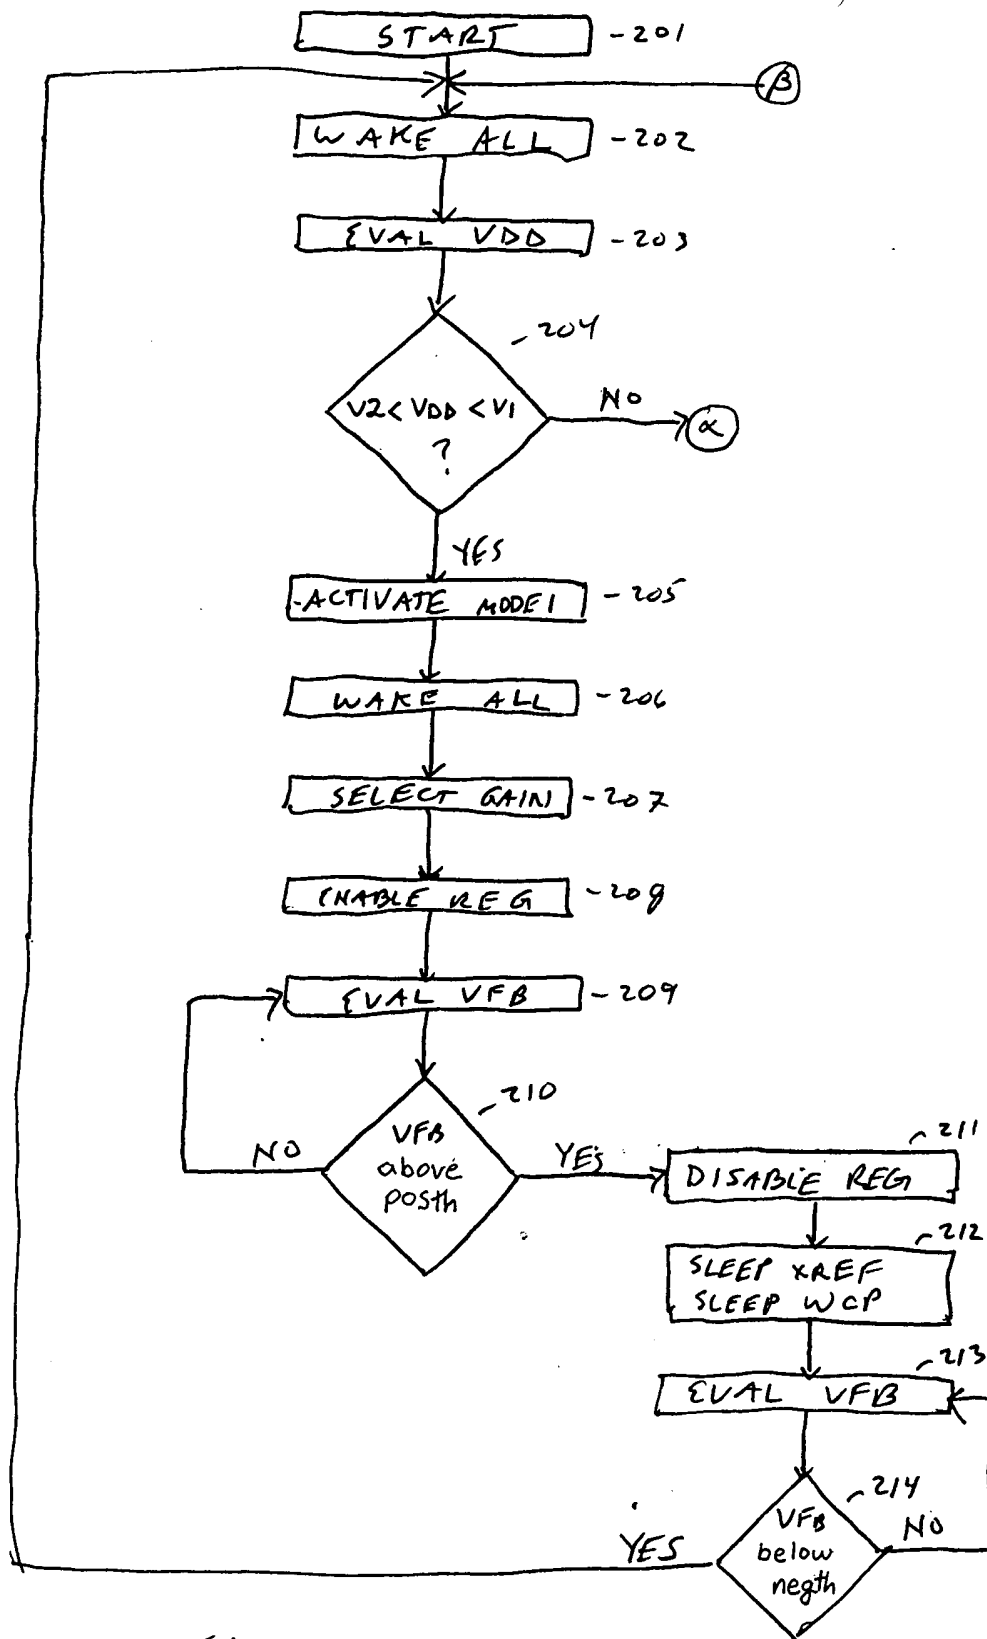 START -201
β
WAKE ALL -202
EVAL VDD -203
204
V2 < VDD < V1
?
NO
α
YES
ACTIVATE MODE 1 -205
WAKE ALL -206
SELECT GAIN -207
ENABLE REG -208
EVAL VFB -209
210
VFB
above
posth
NO
YES
211
DISABLE REG
212
SLEEP XREF
SLEEP WCP
213
EVAL VFB
214
VFB
below
negth
YES
NO